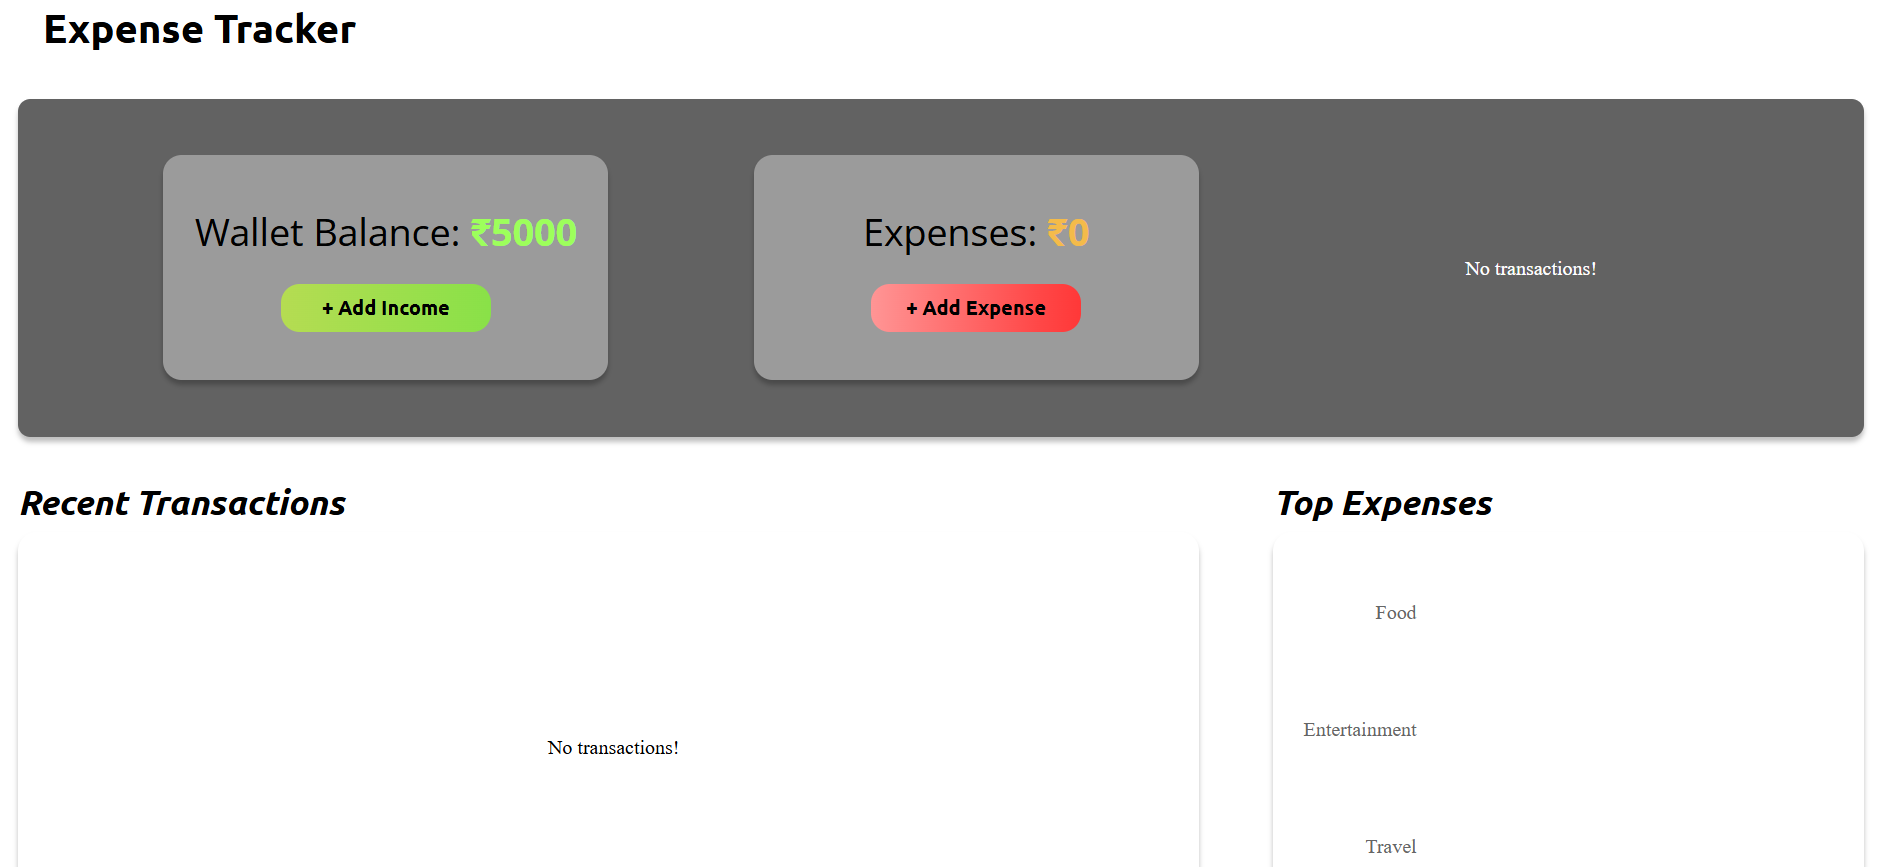 Expense Tracker
Wallet Balance: ₹5000
+ Add Income
Expenses: ₹0
+ Add Expense
No transactions!
Recent Transactions
No transactions!
Top Expenses
Food
Entertainment
Travel